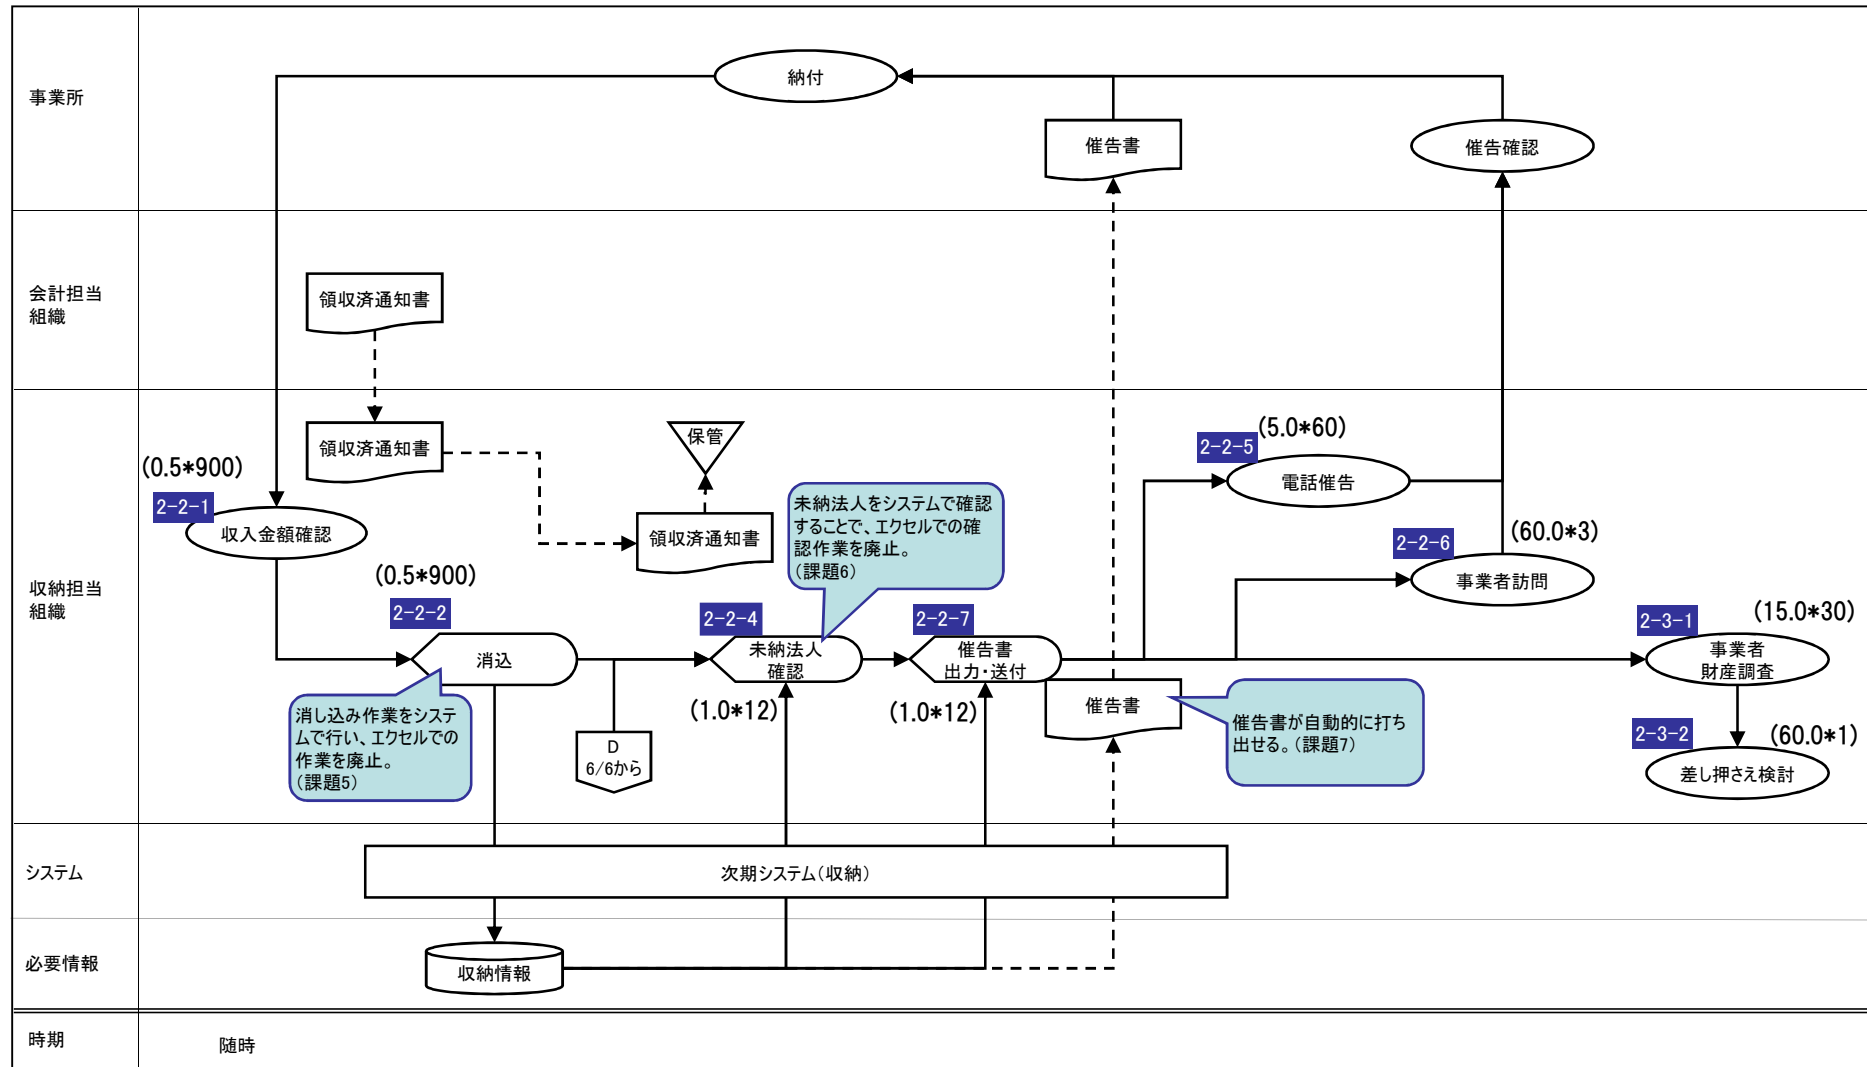 事業所
納付
催告書
催告確認
会計担当
組織
領収済通知書
収納担当
組織
領収済通知書
保管
領収済通知書
(0.5*900)
2-2-1
収入金額確認
(0.5*900)
2-2-2
消込
消し込み作業をシステ
ムで行い、エクセルでの
作業を廃止。
(課題5)
D
6/6から
未納法人をシステムで確認
することで、エクセルでの確
認作業を廃止。
(課題6)
2-2-4
未納法人
確認
(1.0*12)
2-2-7
催告書
出力・送付
(1.0*12)
催告書
催告書が自動的に打ち
出せる。(課題7)
(5.0*60)
2-2-5
電話催告
(60.0*3)
2-2-6
事業者訪問
(15.0*30)
2-3-1
事業者
財産調査
2-3-2
(60.0*1)
差し押さえ検討
システム
次期システム(収納)
必要情報
収納情報
時期
随時